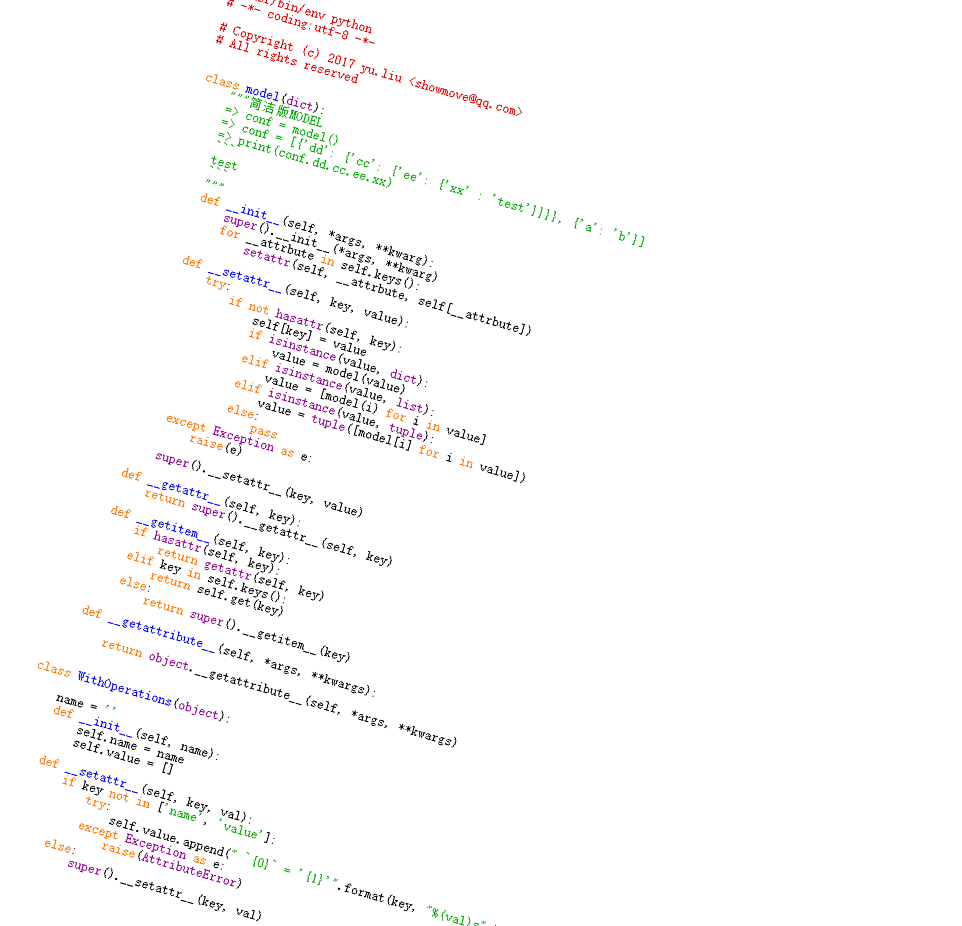 /bin/env python
# -*- coding:utf-8 -*-
# Copyright (c) 2017 yu.liu <showmove@qq.com>
# All rights reserved
class model(dict):
    """简洁版MODEL
    => conf = model()
    => conf = [{'dd': {'cc': {'ee': {'xx' : 'test'}}}}, {'a': 'b'}]
    => print(conf.dd.cc.ee.xx)
    ```
    test
    ```
    """
    def __init__(self, *args, **kwarg):
        super().__init__(*args, **kwarg)
        for __attrbute in self.keys():
            setattr(self, __attrbute, self[__attrbute])
    def __setattr__(self, key, value):
        try:
            if not hasattr(self, key):
                self[key] = value
                if isinstance(value, dict):
                    value = model(value)
                elif isinstance(value, list):
                    value = [model(i) for i in value]
                elif isinstance(value, tuple):
                    value = tuple([model[i] for i in value])
                else:
                    pass
        except Exception as e:
            raise(e)
        super().__setattr__(key, value)
    def __getattr__(self, key):
        return super().__getattr__(self, key)
    def __getitem__(self, key):
        if hasattr(self, key):
            return getattr(self, key)
        elif key in self.keys():
            return self.get(key)
        else:
            return super().__getitem__(key)
    def __getattribute__(self, *args, **kwargs):
        return object.__getattribute__(self, *args, **kwargs)
class WithOperations(object):
    name = ''
    def __init__(self, name):
        self.name = name
        self.value = []
    def __setattr__(self, key, val):
        if key not in ['name', 'value']:
            try:
                self.value.append(" `{0}` = '{1}'".format(key, "%(val)s"
            except Exception as e:
                raise(AttributeError)
        else:
            super().__setattr__(key, val)